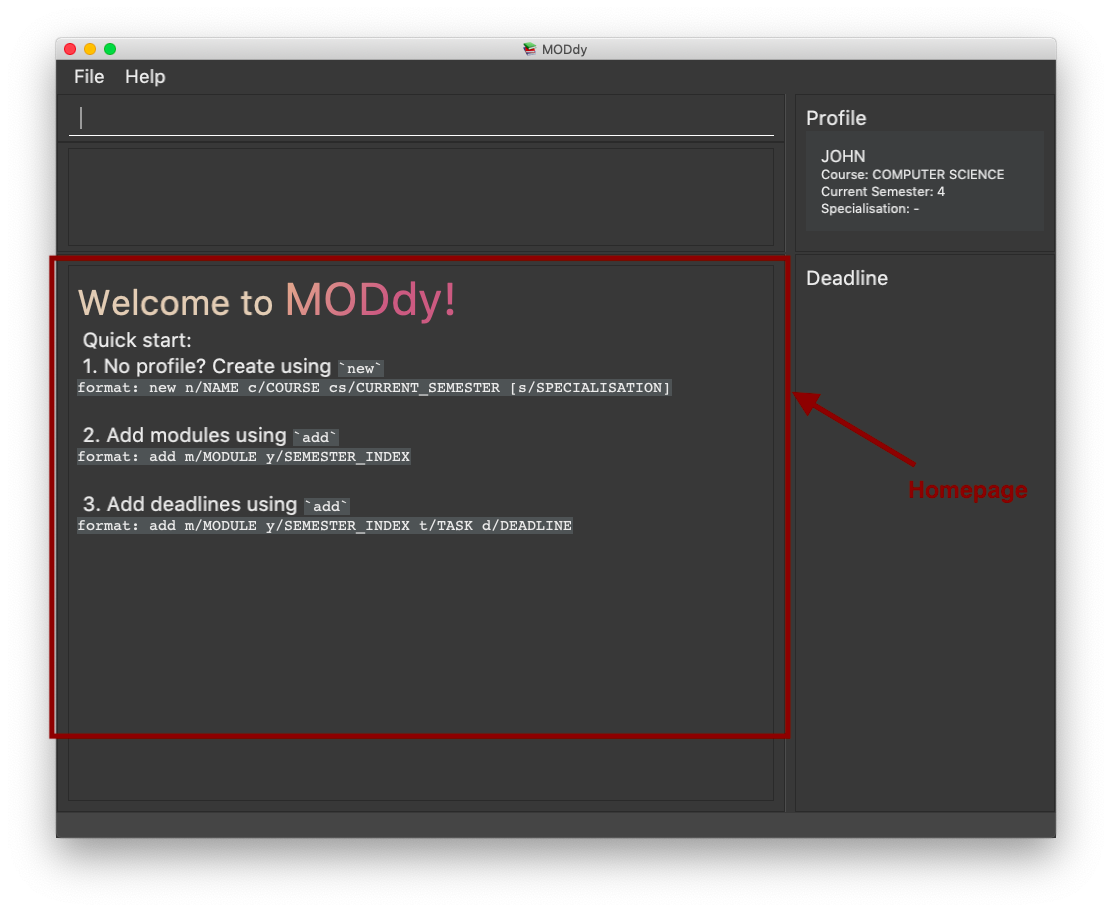 MODdy
File Help
Profile
JOHN
Course: COMPUTER SCIENCE
Current Semester: 4
Specialisation: -
Welcome to MODdy!
Quick start:
1. No profile? Create using `new`
format: new n/NAME c/COURSE cs/CURRENT_SEMESTER [s/SPECIALISATION]
2. Add modules using `add`
format: add m/MODULE y/SEMESTER_INDEX
3. Add deadlines using `add`
format: add m/MODULE y/SEMESTER_INDEX t/TASK d/DEADLINE
Deadline
Homepage